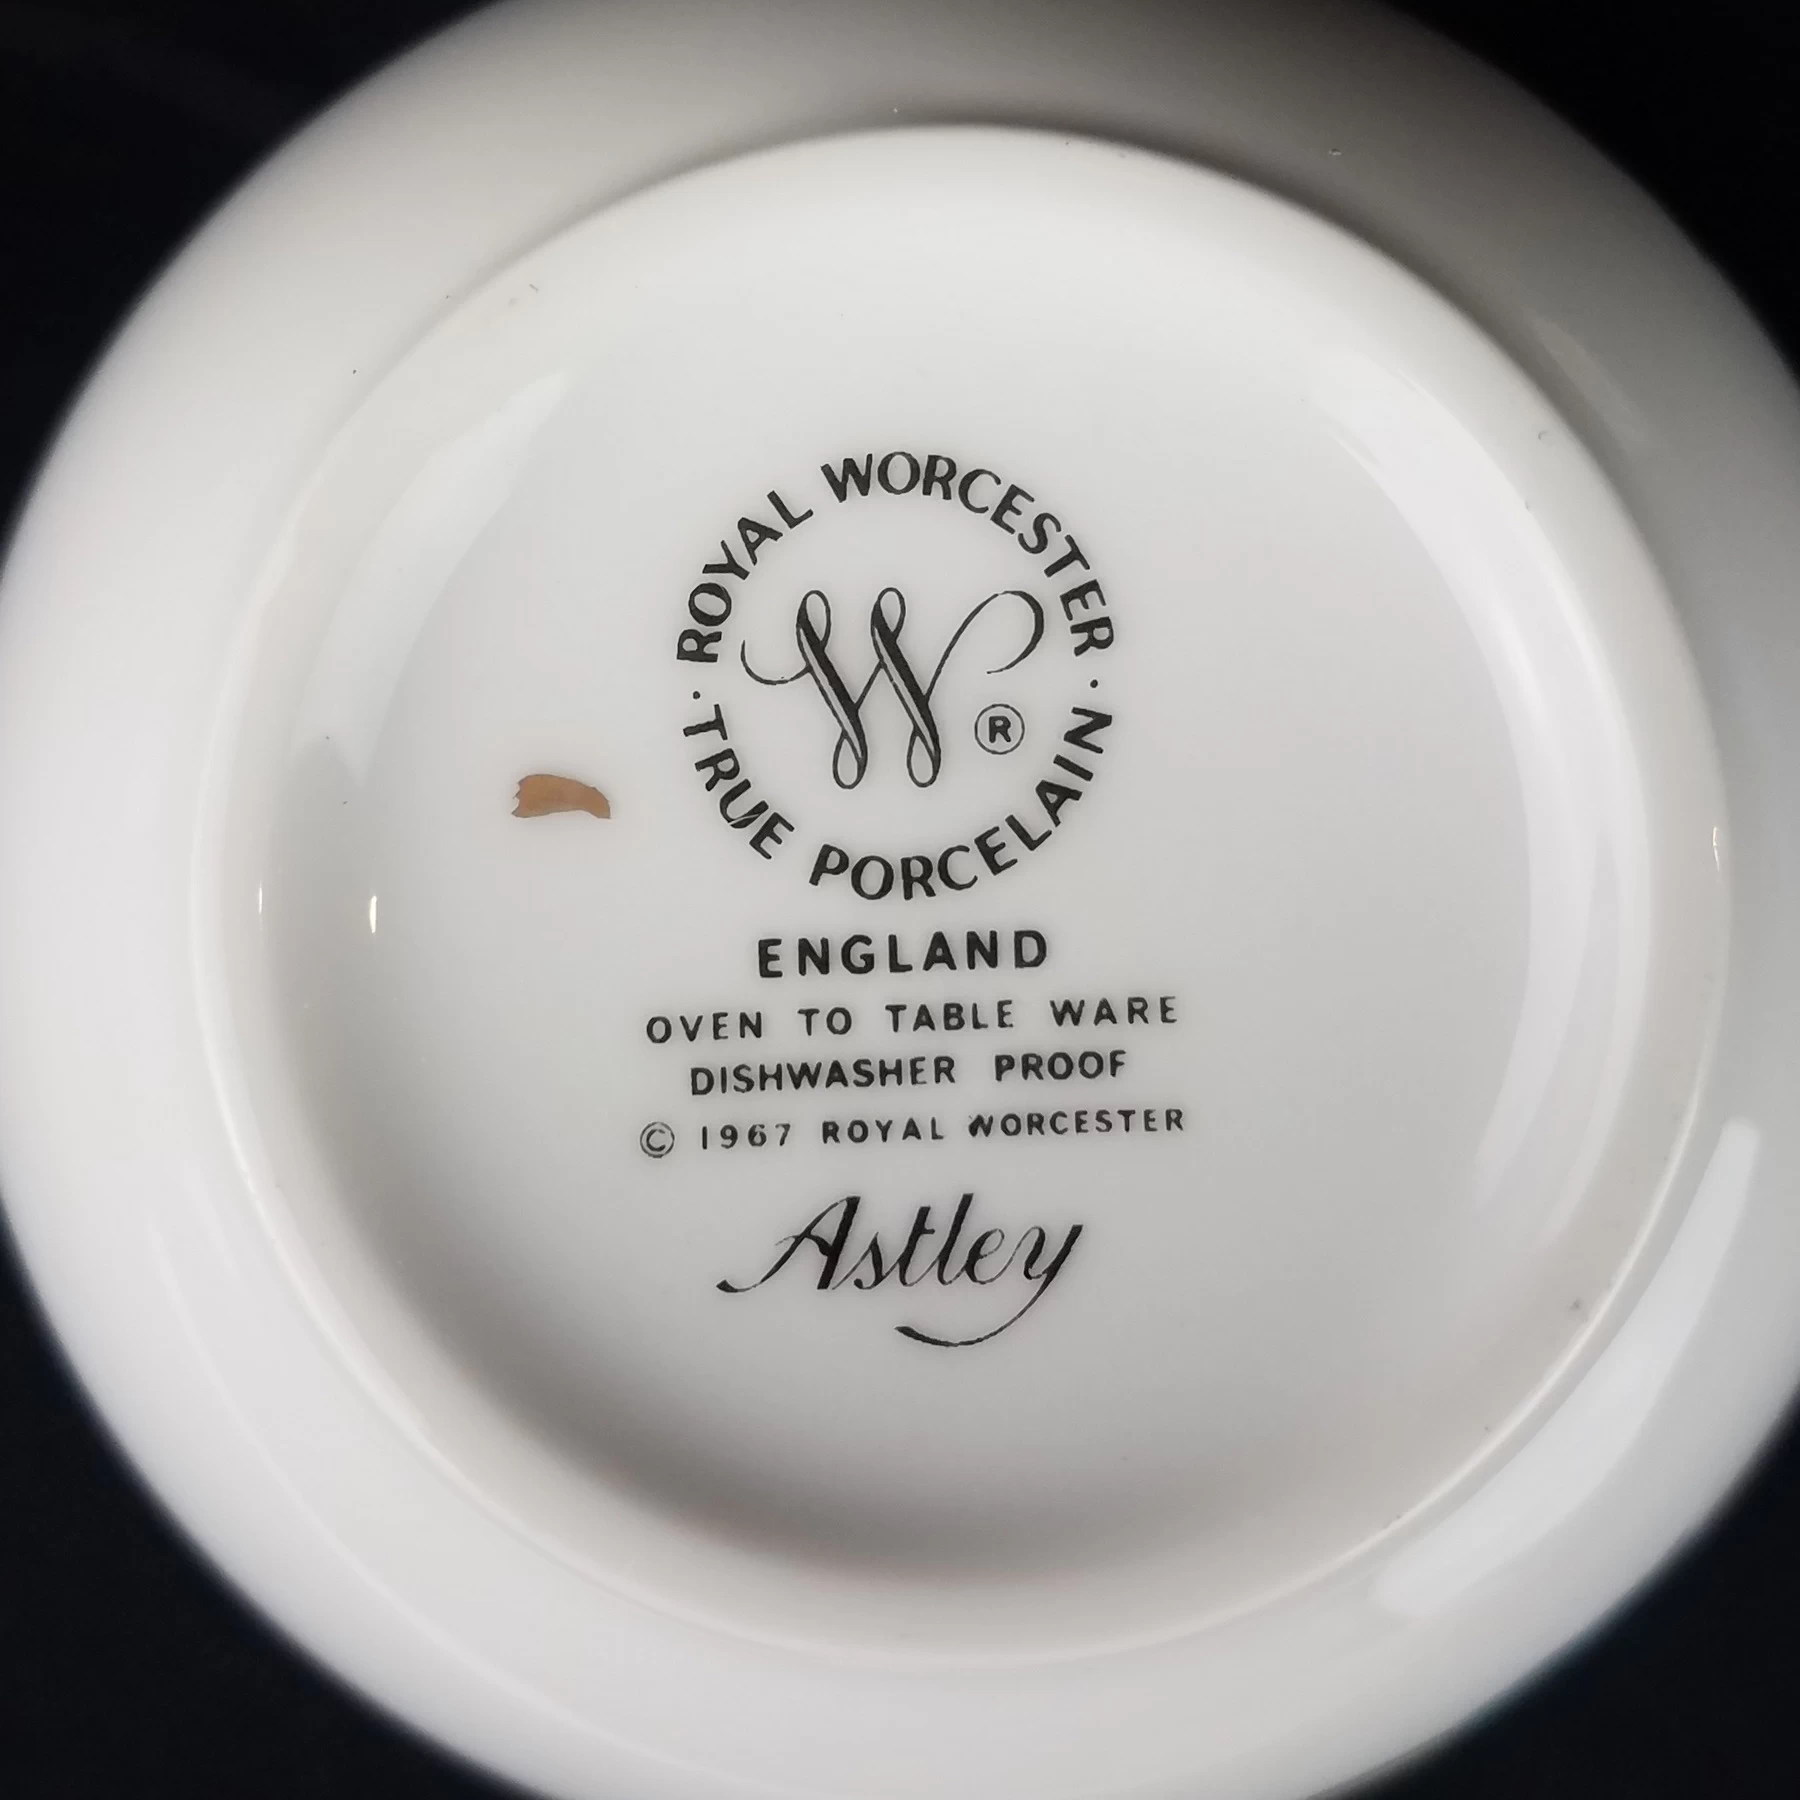 · ROYAL WORCESTER ·
W ®
TRUE PORCELAIN
ENGLAND
OVEN TO TABLE WARE
DISHWASHER PROOF
© 1967 ROYAL WORCESTER
Astley